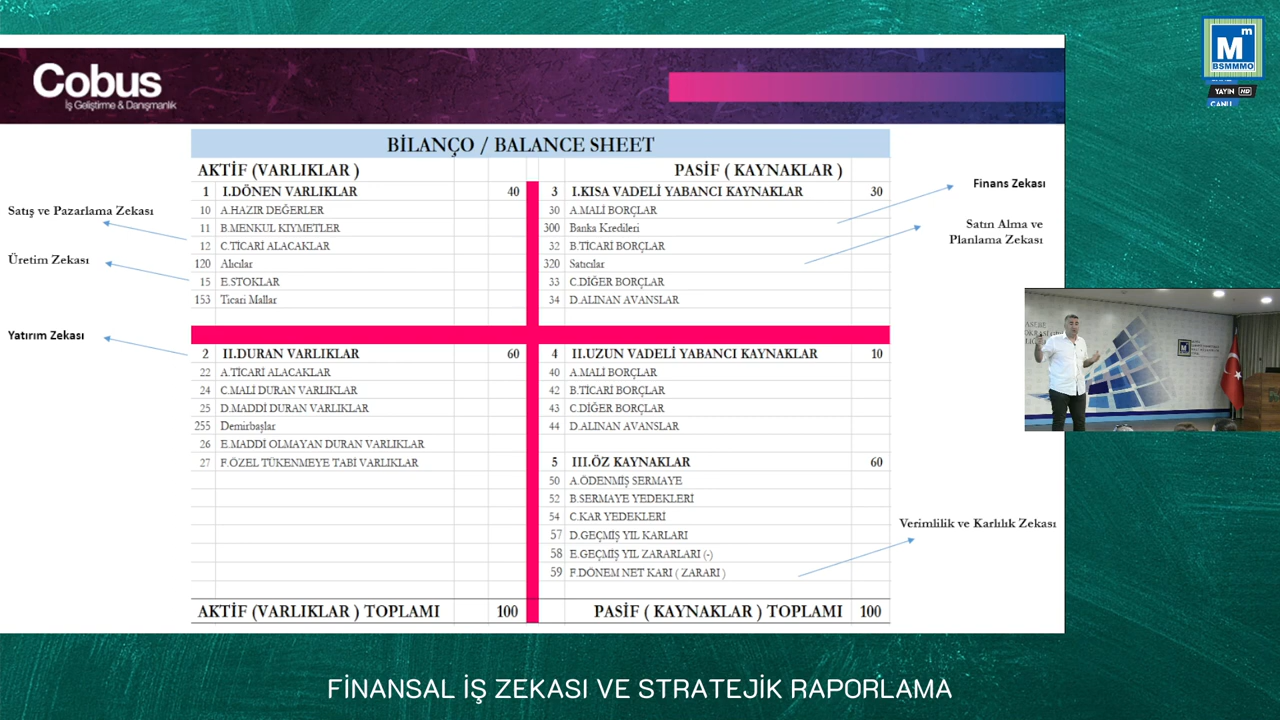 Cobus
İş Geliştirme & Danışmanlık
M m
BSMMMO
YAYIN HD
CANLI
BİLANÇO / BALANCE SHEET
AKTİF (VARLIKLAR ) PASİF ( KAYNAKLAR )
1 I.DÖNEN VARLIKLAR 40 3 I.KISA VADELİ YABANCI KAYNAKLAR 30
10 A.HAZIR DEĞERLER 30 A.MALİ BORÇLAR
11 B.MENKUL KIYMETLER 300 Banka Kredileri
12 C.TİCARİ ALACAKLAR 32 B.TİCARİ BORÇLAR
120 Alıcılar 320 Satıcılar
15 E.STOKLAR 33 C.DİĞER BORÇLAR
153 Ticari Mallar 34 D.ALINAN AVANSLAR
2 II.DURAN VARLIKLAR 60 4 II.UZUN VADELİ YABANCI KAYNAKLAR 10
22 A.TİCARİ ALACAKLAR 40 A.MALİ BORÇLAR
24 C.MALİ DURAN VARLIKLAR 42 B.TİCARİ BORÇLAR
25 D.MADDİ DURAN VARLIKLAR 43 C.DİĞER BORÇLAR
255 Demirbaşlar 44 D.ALINAN AVANSLAR
26 E.MADDİ OLMAYAN DURAN VARLIKLAR
27 F.ÖZEL TÜKENMEYE TABİ VARLIKLAR 5 III.ÖZ KAYNAKLAR 60
50 A.ÖDENMİŞ SERMAYE
52 B.SERMAYE YEDEKLERİ
54 C.KAR YEDEKLERİ
57 D.GEÇMİŞ YIL KARLARI
58 E.GEÇMİŞ YIL ZARARLARI (-)
59 F.DÖNEM NET KARI ( ZARARI )
AKTİF (VARLIKLAR ) TOPLAMI 100 PASİF ( KAYNAKLAR ) TOPLAMI 100
Satış ve Pazarlama Zekası
Üretim Zekası
Yatırım Zekası
Finans Zekası
Satın Alma ve
Planlama Zekası
Verimlilik ve Karlılık Zekası
FİNANSAL İŞ ZEKASI VE STRATEJİK RAPORLAMA